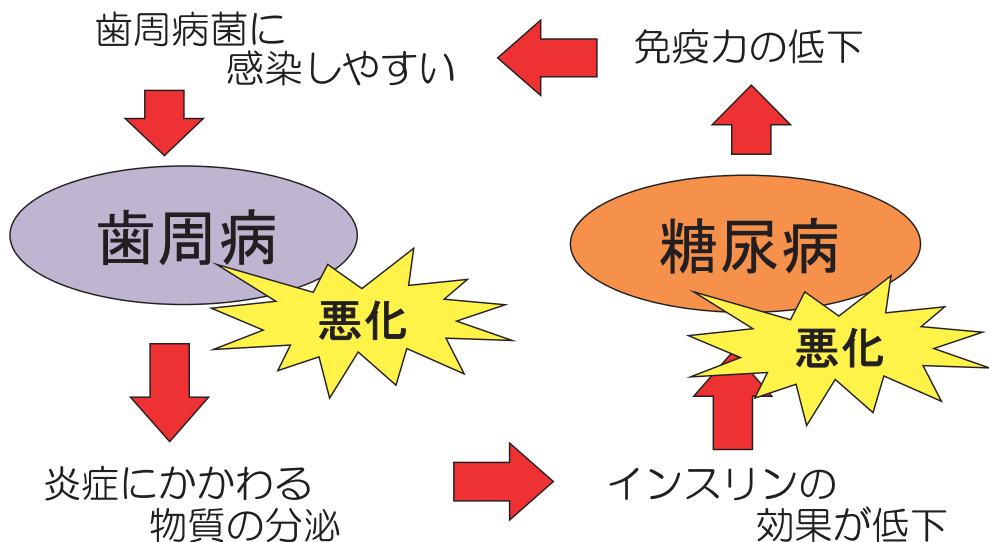 歯周病菌に
感染しやすい
免疫力の低下
歯周病
糖尿病
悪化
悪化
炎症にかかわる
物質の分泌
インスリンの
効果が低下